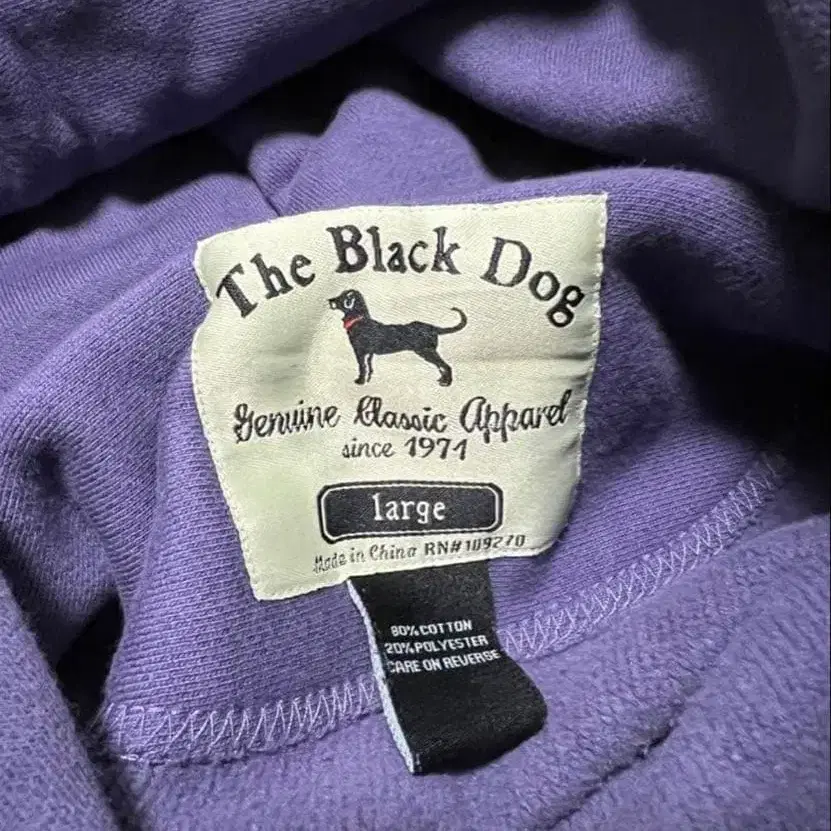 The Black Dog
Genuine Classic Apparel
since 1971
large
Made in China RN#109270
80% COTTON
20% POLYESTER
CARE ON REVERSE